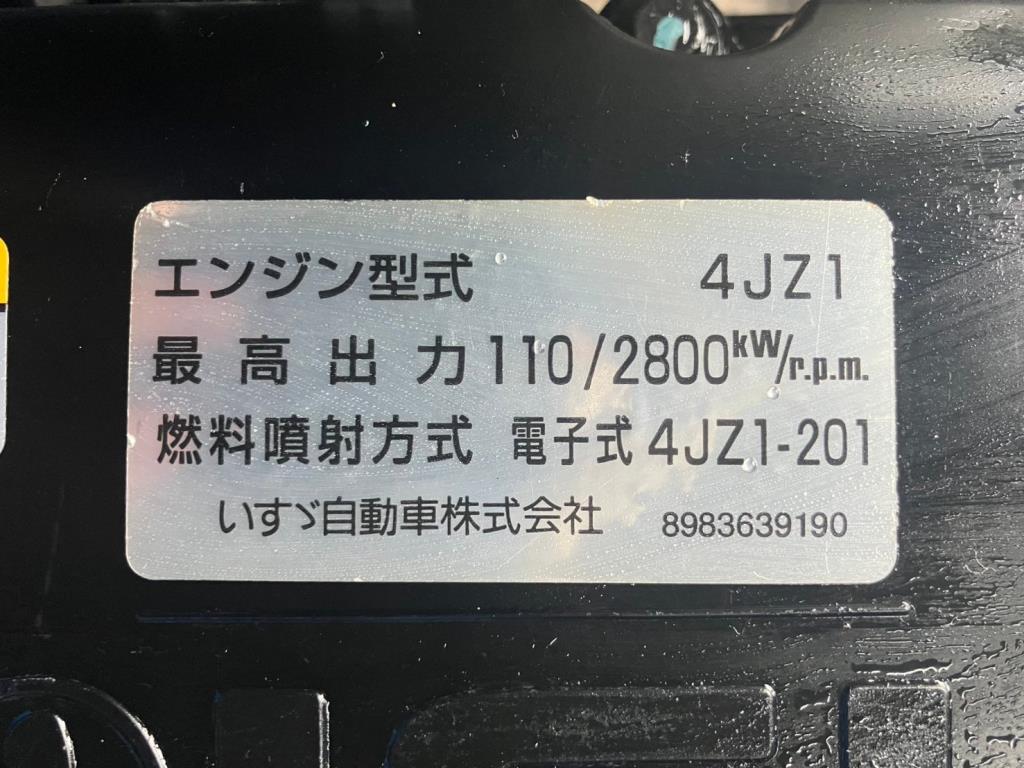 エンジン型式 4JZ1
最高出力 110/2800kW/r.p.m.
燃料噴射方式 電子式 4JZ1-201
いすゞ自動車株式会社 8983639190